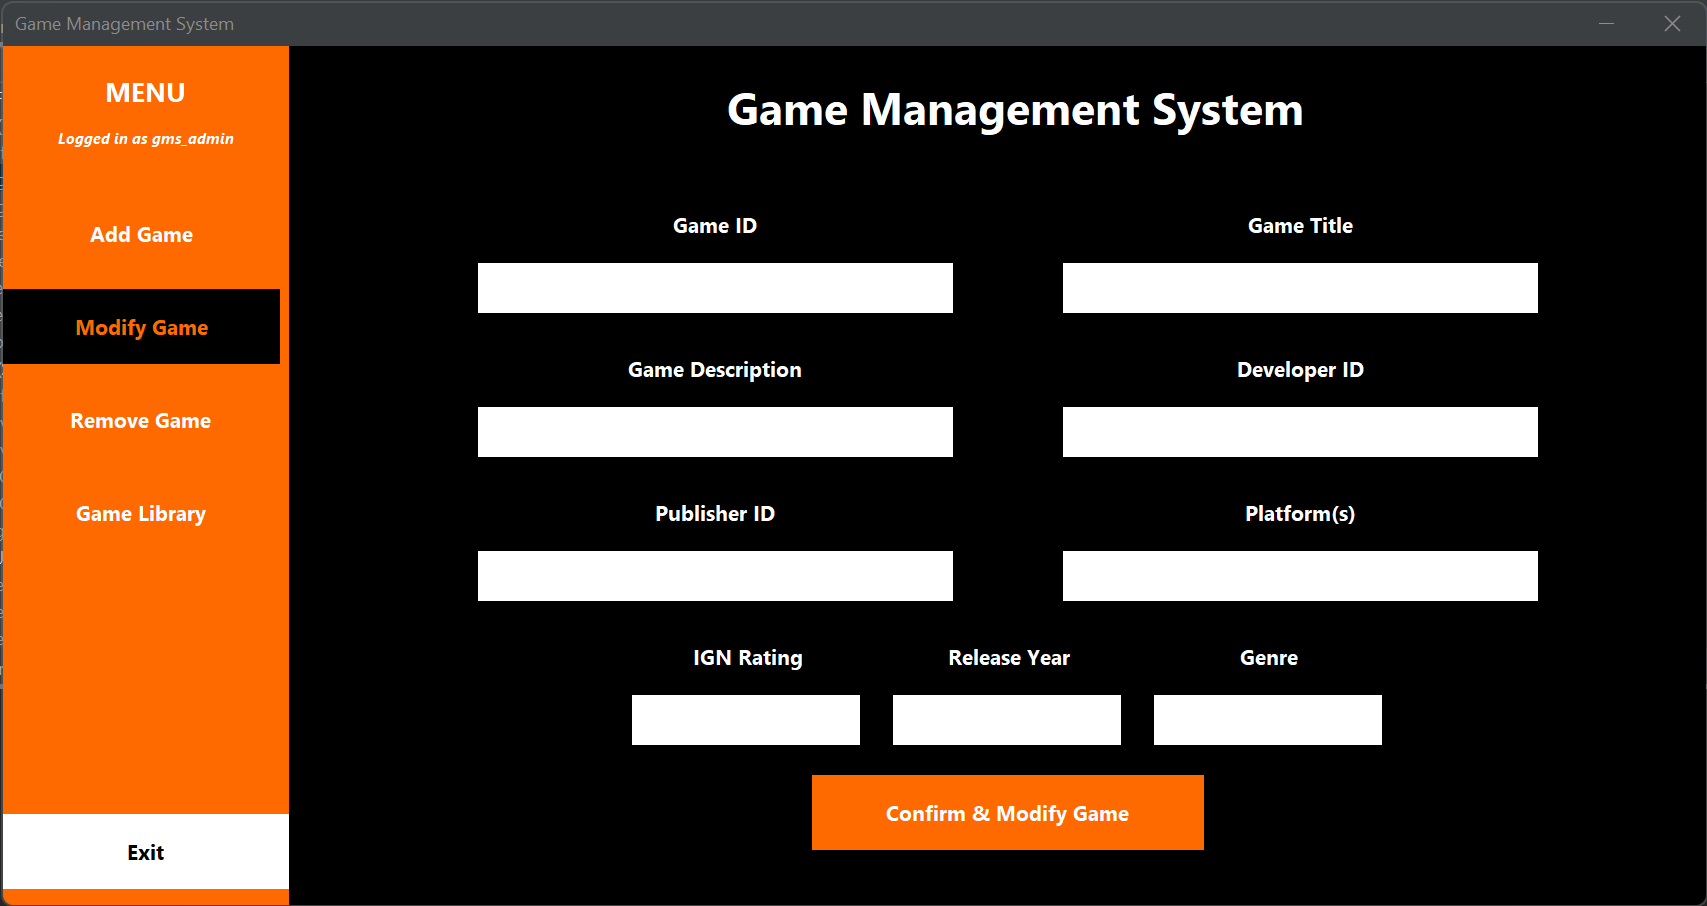 Game Management System
MENU
Logged in as gms_admin
Add Game
Modify Game
Remove Game
Game Library
Exit
Game Management System
Game ID
Game Title
Game Description
Developer ID
Publisher ID
Platform(s)
IGN Rating
Release Year
Genre
Confirm & Modify Game